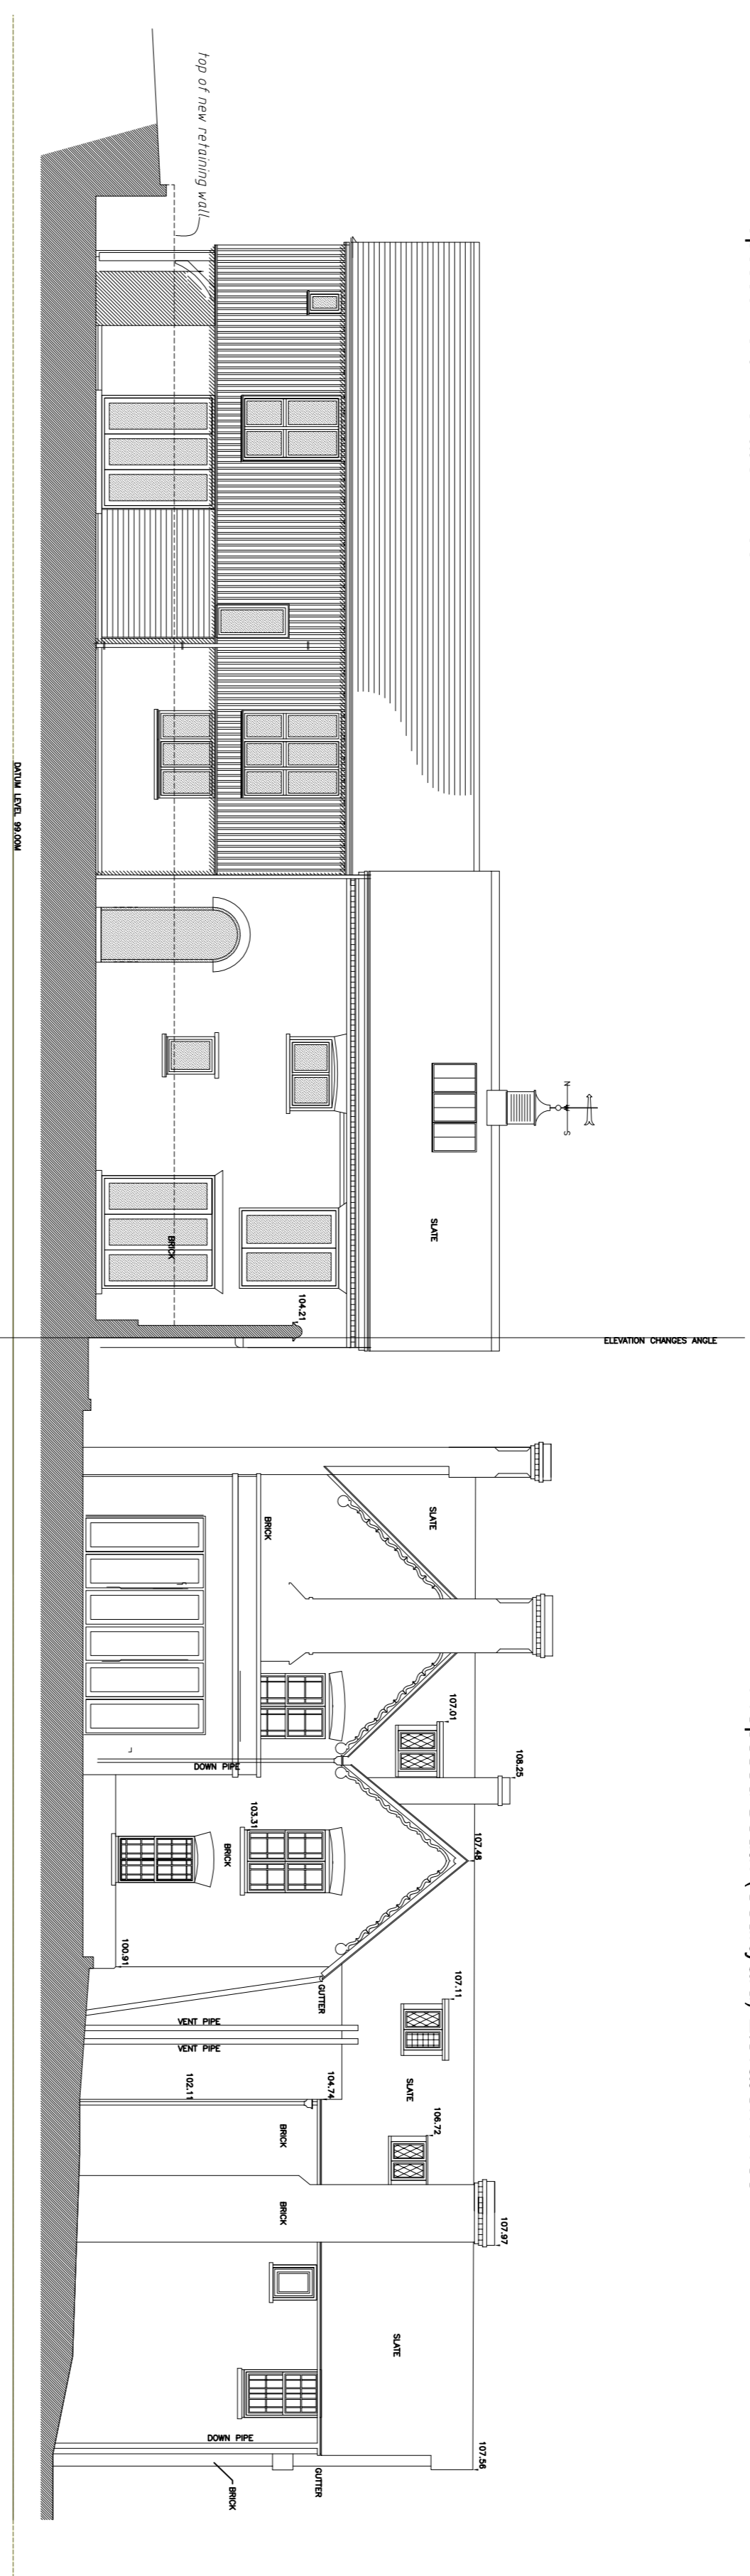 top of new retaining wall
DATUM LEVEL 99.00M
N
S
SLATE
BRICK
104.21
ELEVATION CHANGES ANGLE
SLATE
BRICK
107.01
108.25
DOWN PIPE
107.48
103.31
BRICK
100.91
GUTTER
107.11
VENT PIPE
VENT PIPE
SLATE
104.74
102.11
106.72
BRICK
BRICK
107.97
SLATE
DOWN PIPE
107.56
GUTTER
BRICK